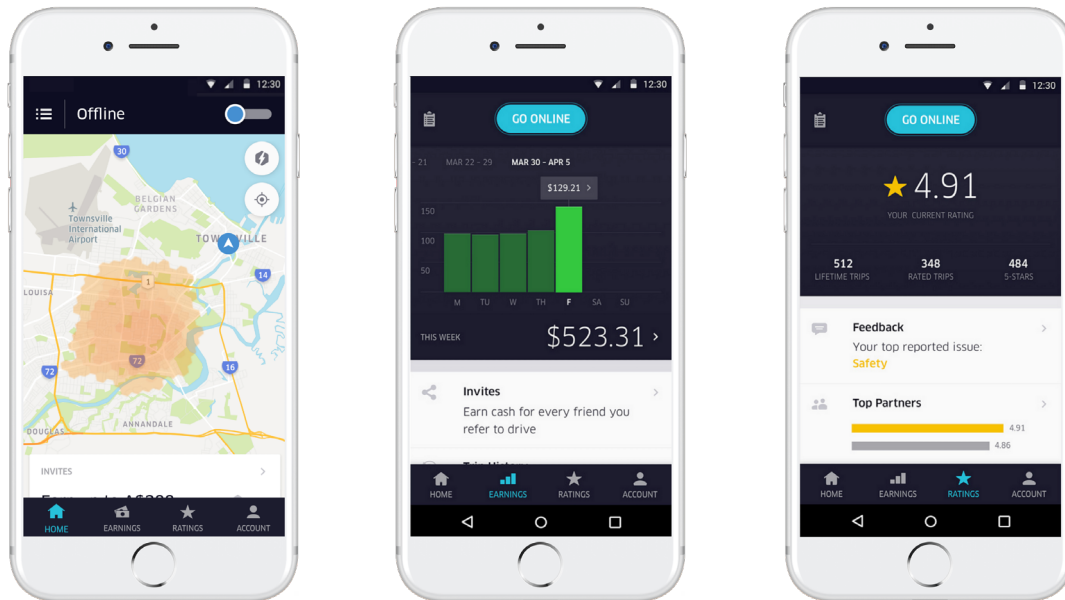 12:30
Offline
30
BELGIAN
GARDENS
Townsville
International
Airport
TOWNSVILLE
14
1
LOUISA
72
72
16
DOUGLAS
ANNANDALE
INVITES
HOME
EARNINGS
RATINGS
ACCOUNT
12:30
GO ONLINE
- 21
MAR 22 - 29
MAR 30 - APR 5
$129.21 >
150
100
50
M TU W TH F SA SU
THIS WEEK
$523.31 >
Invites
Earn cash for every friend you
refer to drive
HOME
EARNINGS
RATINGS
ACCOUNT
12:30
GO ONLINE
4.91
YOUR CURRENT RATING
512
LIFETIME TRIPS
348
RATED TRIPS
484
5-STARS
Feedback
Your top reported issue:
Safety
Top Partners
4.91
4.86
HOME
EARNINGS
RATINGS
ACCOUNT